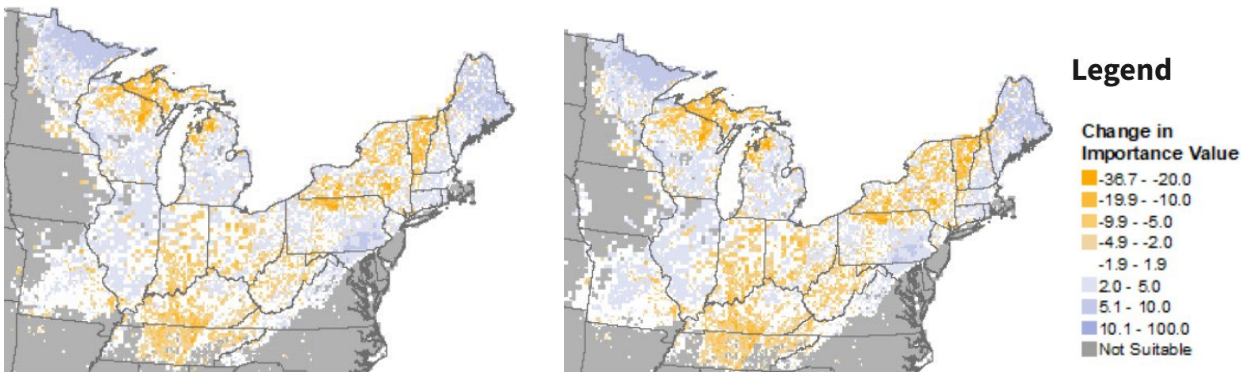 Legend
Change in
Importance Value
-36.7 - -20.0
-19.9 - -10.0
-9.9 - -5.0
-4.9 - -2.0
-1.9 - 1.9
2.0 - 5.0
5.1 - 10.0
10.1 - 100.0
Not Suitable